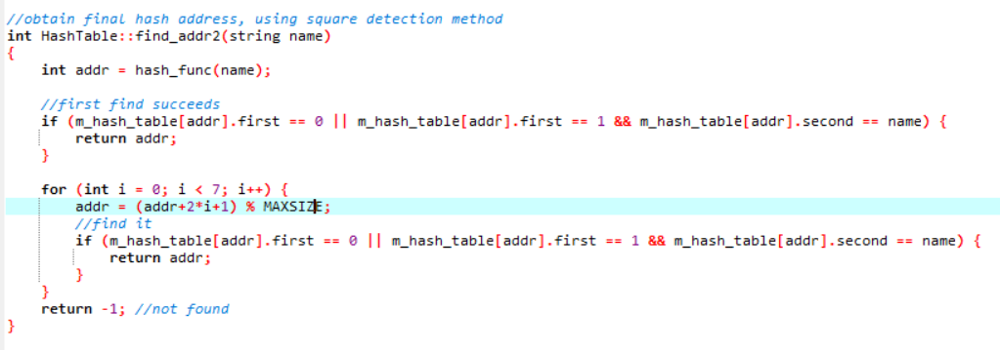 //obtain final hash address, using square detection method
int HashTable::find_addr2(string name)
{
    int addr = hash_func(name);
    //first find succeeds
    if (m_hash_table[addr].first == 0 || m_hash_table[addr].first == 1 && m_hash_table[addr].second == name) {
        return addr;
    }
    for (int i = 0; i < 7; i++) {
        addr = (addr+2*i+1) % MAXSIZE;
        //find it
        if (m_hash_table[addr].first == 0 || m_hash_table[addr].first == 1 && m_hash_table[addr].second == name) {
            return addr;
        }
    }
    return -1; //not found
}